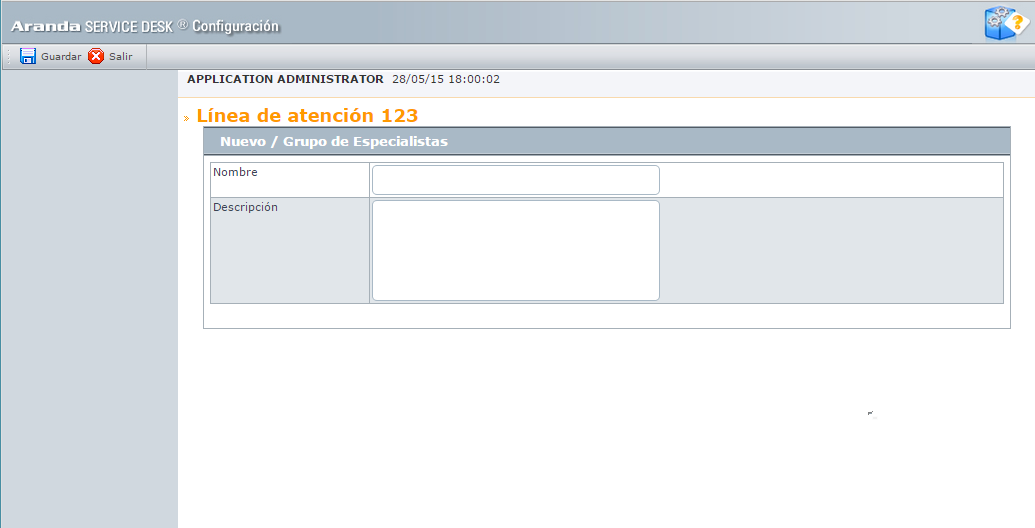 Aranda SERVICE DESK ® Configuración
?
Guardar Salir
APPLICATION ADMINISTRATOR 28/05/15 18:00:02
» Línea de atención 123
Nuevo / Grupo de Especialistas
Nombre
Descripción